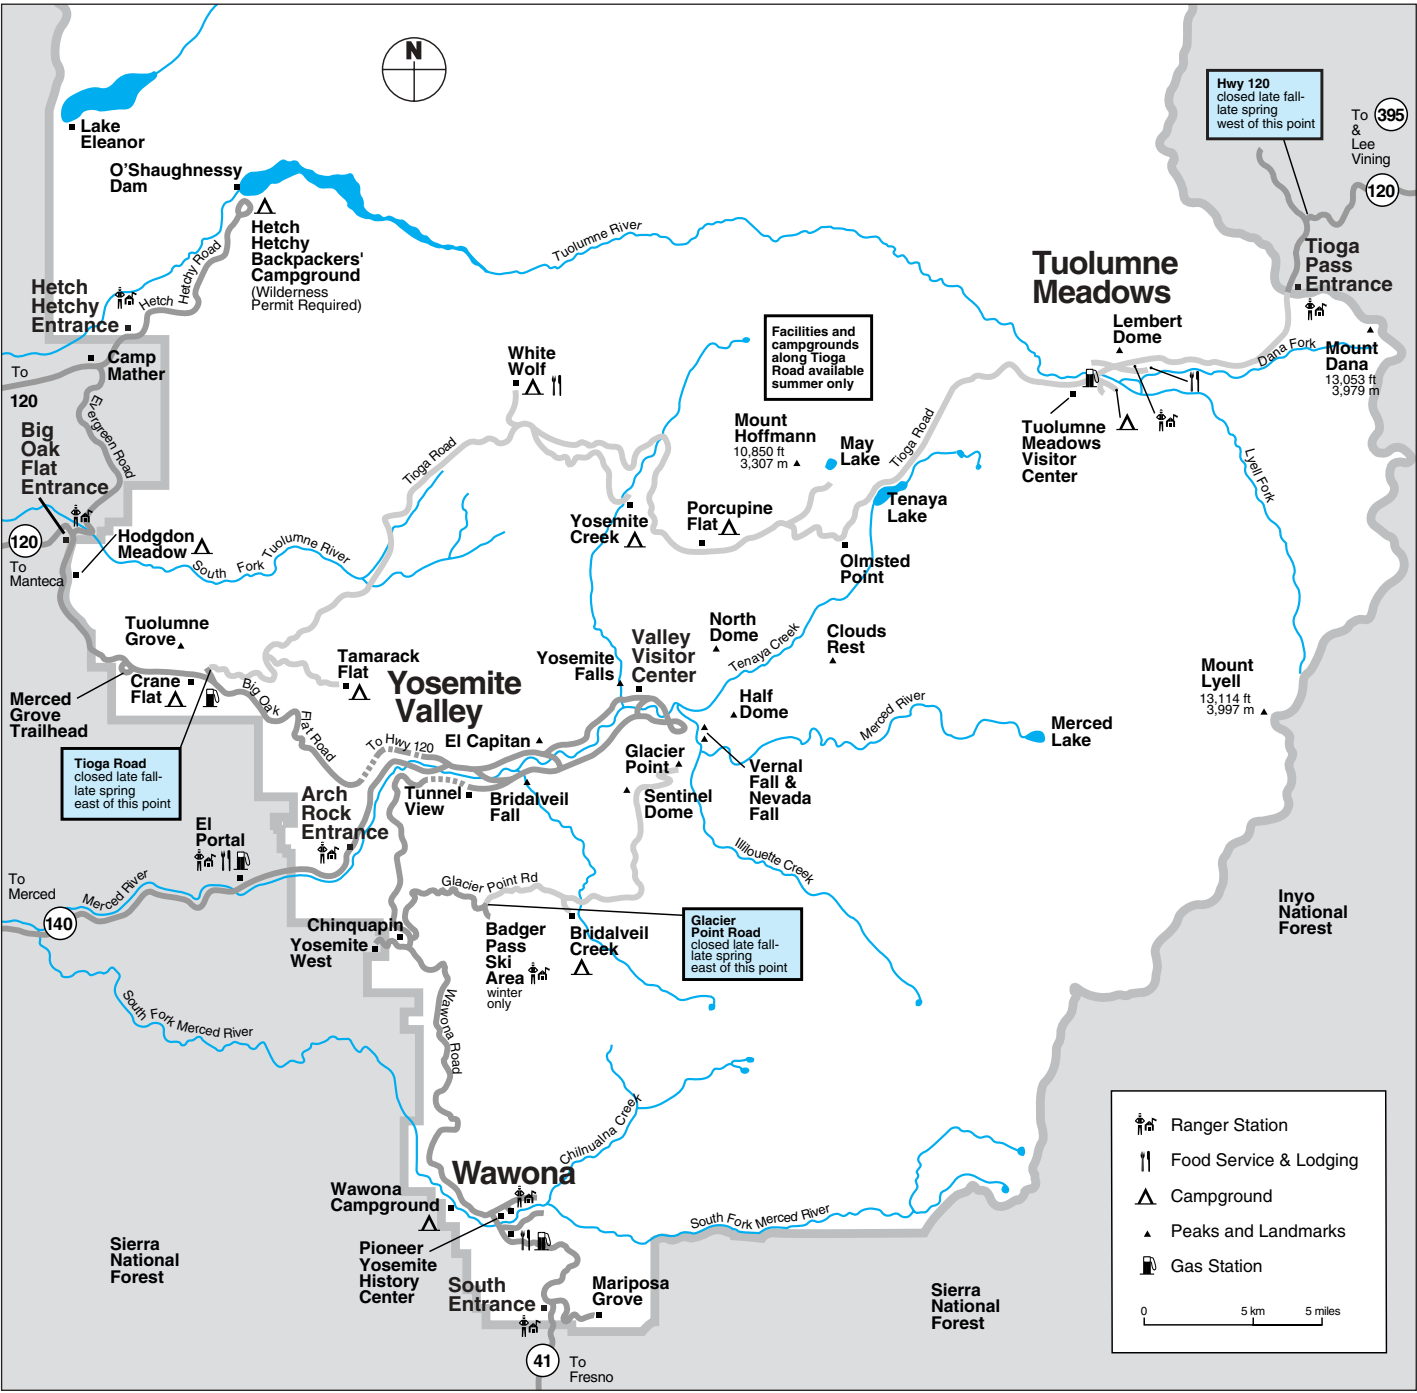 N
Hwy 120
closed late fall-
late spring
west of this point
To
395
&
Lee
Vining
120
Lake
Eleanor
O'Shaughnessy
Dam
Hetch
Hetchy
Backpackers'
Campground
(Wilderness
Permit Required)
Hetch Hetchy Road
Tuolumne River
Tuolumne
Meadows
Tioga
Pass
Entrance
Hetch
Hetchy
Entrance
Lembert
Dome
Dana Fork
Mount
Dana
13,053 ft
3,979 m
Camp
Mather
To
120
White
Wolf
Facilities and
campgrounds
along Tioga
Road available
summer only
Evergreen Road
Big
Oak
Flat
Entrance
Tioga Road
Mount
Hoffmann
10,850 ft
3,307 m
May
Lake
Tioga Road
Tuolumne
Meadows
Visitor
Center
Lyell Fork
Tenaya
Lake
Yosemite
Creek
Porcupine
Flat
120
To
Manteca
Hodgdon
Meadow
South Fork Tuolumne River
Olmsted
Point
Tuolumne
Grove
North
Dome
Clouds
Rest
Tenaya Creek
Valley
Visitor
Center
Yosemite
Falls
Tamarack
Flat
Crane
Flat
Merced
Grove
Trailhead
Big Oak Flat Road
Yosemite
Valley
Mount
Lyell
13,114 ft
3,997 m
Half
Dome
Merced River
Merced
Lake
To Hwy 120
El Capitan
Glacier
Point
Vernal
Fall &
Nevada
Fall
Tioga Road
closed late fall-
late spring
east of this point
Arch
Rock
Entrance
Tunnel
View
Bridalveil
Fall
Sentinel
Dome
El
Portal
Illilouette Creek
To
Merced
Merced River
140
Glacier Point Rd
Inyo
National
Forest
Chinquapin
Yosemite
West
Badger
Pass
Ski
Area
winter
only
Bridalveil
Creek
Glacier
Point Road
closed late fall-
late spring
east of this point
South Fork Merced River
Wawona Road
Chilnualna Creek
Wawona
Wawona
Campground
South Fork Merced River
Pioneer
Yosemite
History
Center
South
Entrance
Mariposa
Grove
Sierra
National
Forest
Sierra
National
Forest
41
To
Fresno
Ranger Station
Food Service & Lodging
Campground
Peaks and Landmarks
Gas Station
0
5 km
5 miles